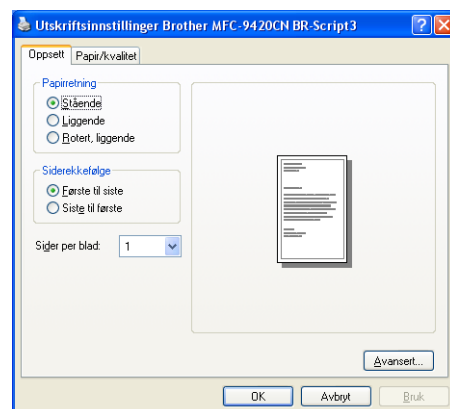 Utskriftsinnstillinger Brother MFC-9420CN BR-Script3
Oppsett Papir/kvalitet
Papirretning
Stående
Liggende
Rotert, liggende
Siderekkefølge
Første til siste
Siste til første
Sider per blad: 1
Avansert...
OK Avbryt Bruk